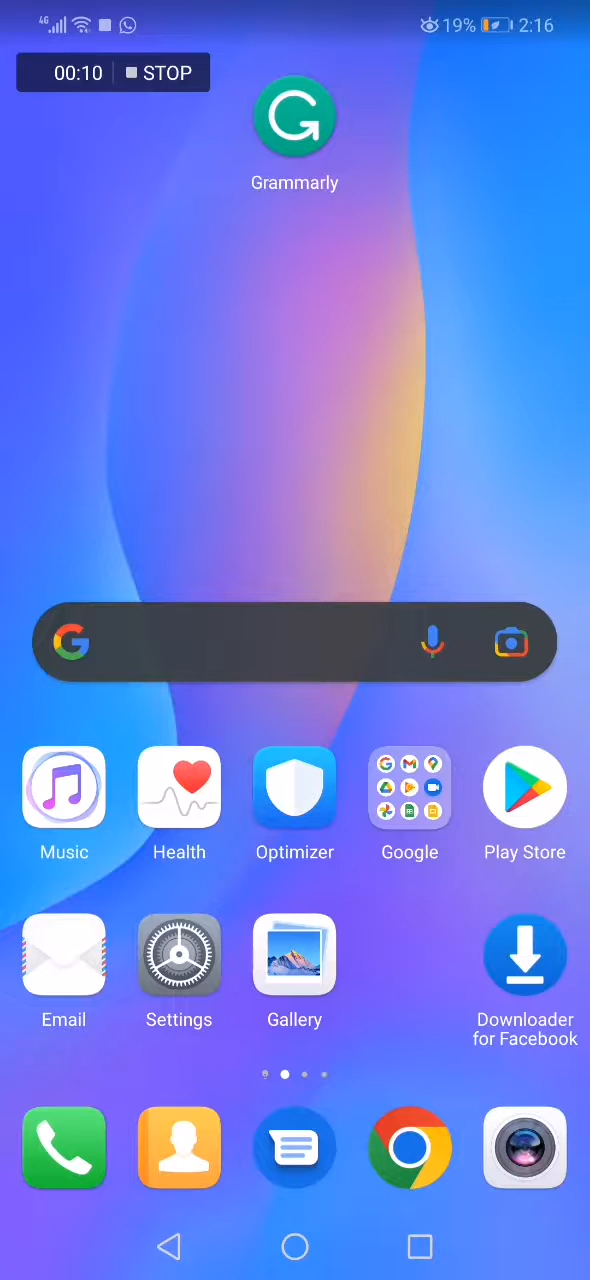 4G 19% 2:16
00:10 STOP
Grammarly
Music Health Optimizer Google Play Store
Email Settings Gallery Downloader
for Facebook